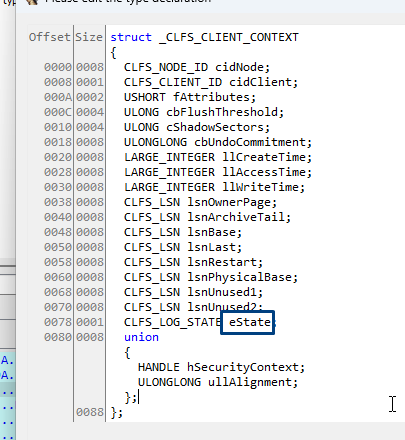 Please edit the type declaration
Offset Size struct _CLFS_CLIENT_CONTEXT
{
0000 0008 CLFS_NODE_ID cidNode;
0008 0001 CLFS_CLIENT_ID cidClient;
000A 0002 USHORT fAttributes;
000C 0004 ULONG cbFlushThreshold;
0010 0004 ULONG cShadowSectors;
0018 0008 ULONGLONG cbUndoCommitment;
0020 0008 LARGE_INTEGER llCreateTime;
0028 0008 LARGE_INTEGER llAccessTime;
0030 0008 LARGE_INTEGER llWriteTime;
0038 0008 CLFS_LSN lsnOwnerPage;
0040 0008 CLFS_LSN lsnArchiveTail;
0048 0008 CLFS_LSN lsnBase;
0050 0008 CLFS_LSN lsnLast;
0058 0008 CLFS_LSN lsnRestart;
0060 0008 CLFS_LSN lsnPhysicalBase;
0068 0008 CLFS_LSN lsnUnused1;
0070 0008 CLFS_LSN lsnUnused2;
0078 0001 CLFS_LOG_STATE eState;
0080 0008 union
{
HANDLE hSecurityContext;
ULONGLONG ullAlignment;
};
0088 };